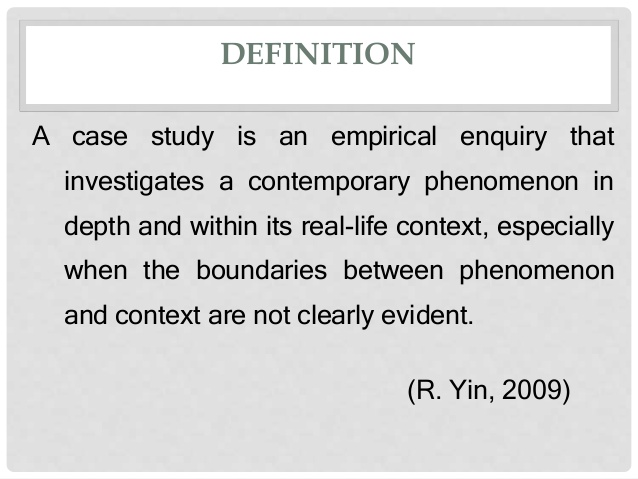 DEFINITION
A case study is an empirical enquiry that
investigates a contemporary phenomenon in
depth and within its real-life context, especially
when the boundaries between phenomenon
and context are not clearly evident.
(R. Yin, 2009)